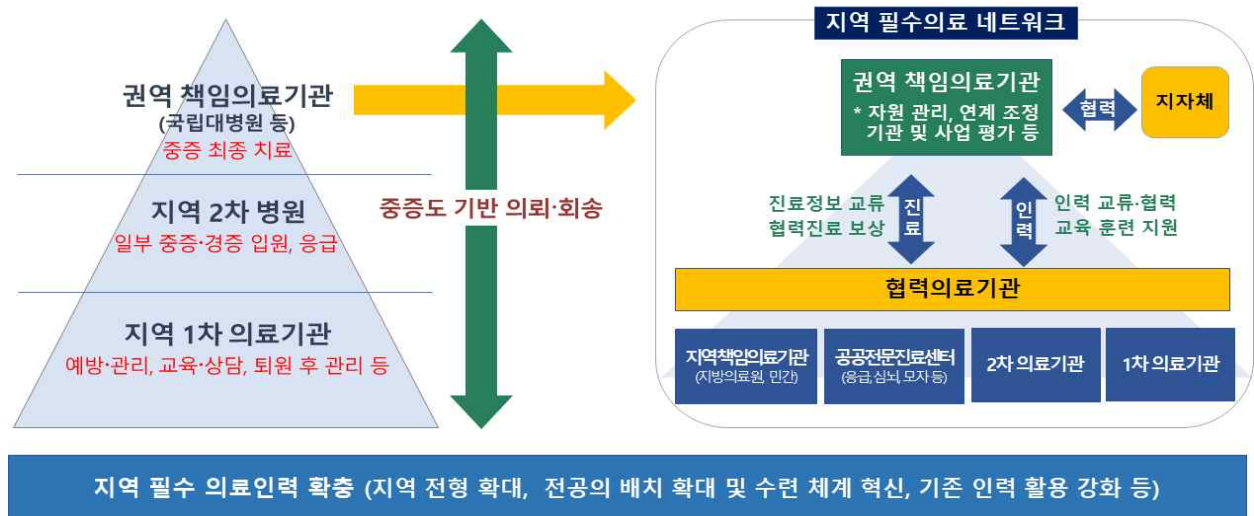 권역 책임의료기관
(국립대병원 등)
중증 최종 치료
지역 2차 병원
일부 중증·경증 입원, 응급
지역 1차 의료기관
예방·관리, 교육·상담, 퇴원 후 관리 등
중증도 기반 의뢰·회송
지역 필수의료 네트워크
권역 책임의료기관
* 자원 관리, 연계 조정
기관 및 사업 평가 등
협력
지자체
진료정보 교류
협력진료 보상
진료
인력
인력 교류·협력
교육 훈련 지원
협력의료기관
지역책임의료기관
(지방의료원, 민간)
공공전문진료센터
(응급,심뇌,모자 등)
2차 의료기관
1차 의료기관
지역 필수 의료인력 확충 (지역 전형 확대, 전공의 배치 확대 및 수련 체계 혁신, 기존 인력 활용 강화 등)